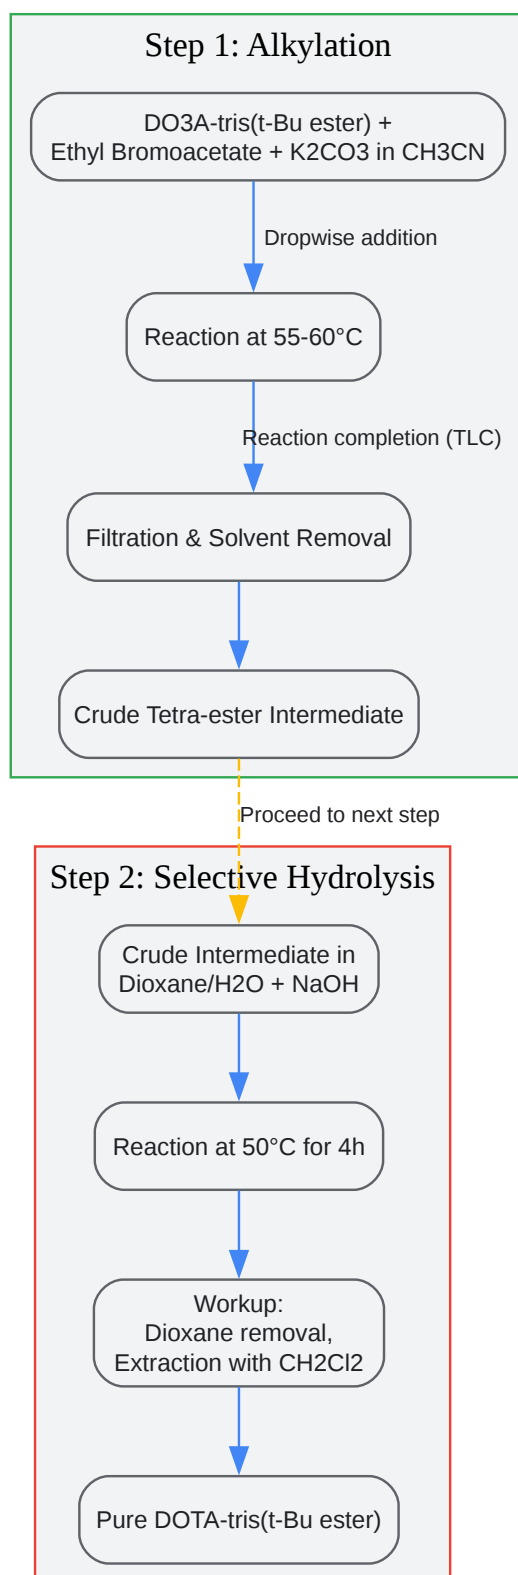 Step 1: Alkylation
DO3A-tris(t-Bu ester) +
Ethyl Bromoacetate + K2CO3 in CH3CN
Dropwise addition
Reaction at 55-60°C
Reaction completion (TLC)
Filtration & Solvent Removal
Crude Tetra-ester Intermediate
Proceed to next step
Step 2: Selective Hydrolysis
Crude Intermediate in
Dioxane/H2O + NaOH
Reaction at 50°C for 4h
Workup:
Dioxane removal,
Extraction with CH2Cl2
Pure DOTA-tris(t-Bu ester)